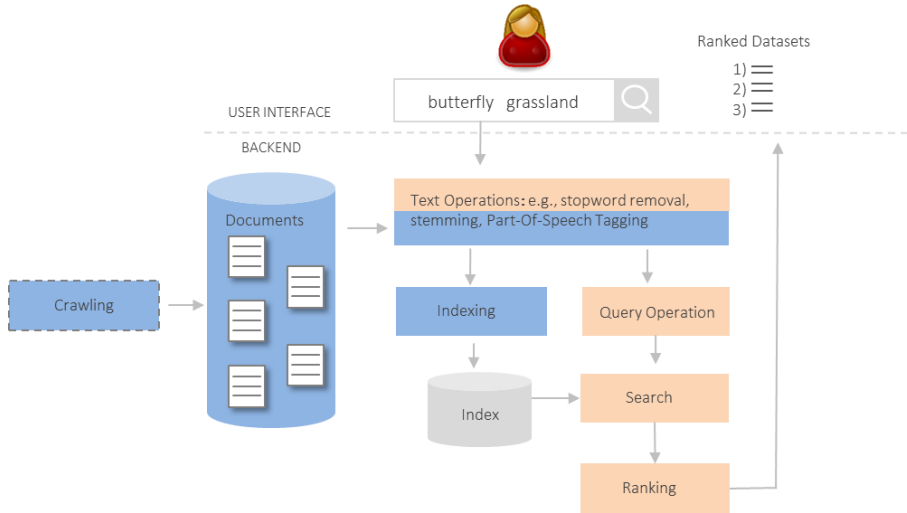 Ranked Datasets
1)
2)
3)
butterfly grassland
USER INTERFACE
BACKEND
Documents
Text Operations: e.g., stopword removal,
stemming, Part-Of-Speech Tagging
Crawling
Indexing
Query Operation
Index
Search
Ranking